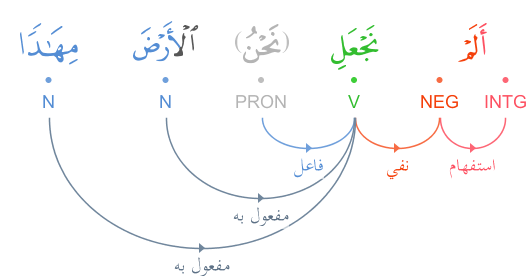 أَلَمْ نَجْعَلِ (نَحْنُ) ٱلْأَرْضَ مِهَـٰدًا
INTG NEG V PRON N N
استفهام نفي فاعل
مفعول به
مفعول به